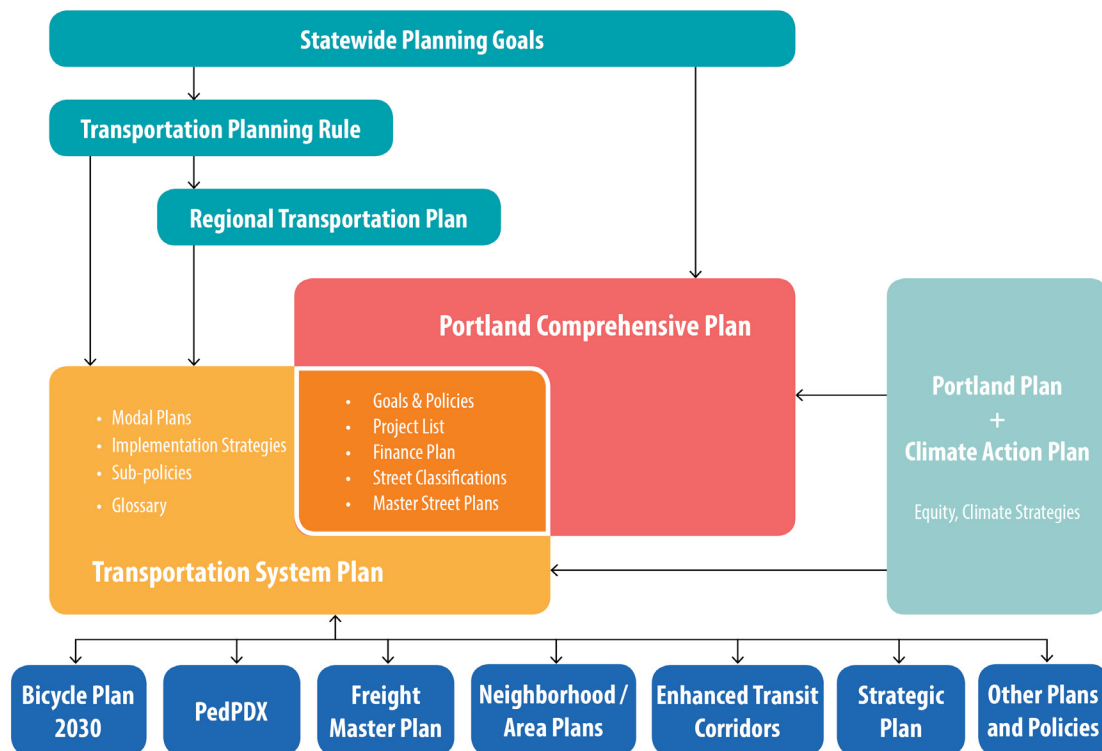 Statewide Planning Goals
Transportation Planning Rule
Regional Transportation Plan
Portland Comprehensive Plan
• Goals & Policies
• Project List
• Finance Plan
• Street Classifications
• Master Street Plans
• Modal Plans
• Implementation Strategies
• Sub-policies
• Glossary
Transportation System Plan
Portland Plan
+
Climate Action Plan
Equity, Climate Strategies
Bicycle Plan
2030
PedPDX
Freight
Master Plan
Neighborhood /
Area Plans
Enhanced Transit
Corridors
Strategic
Plan
Other Plans
and Policies